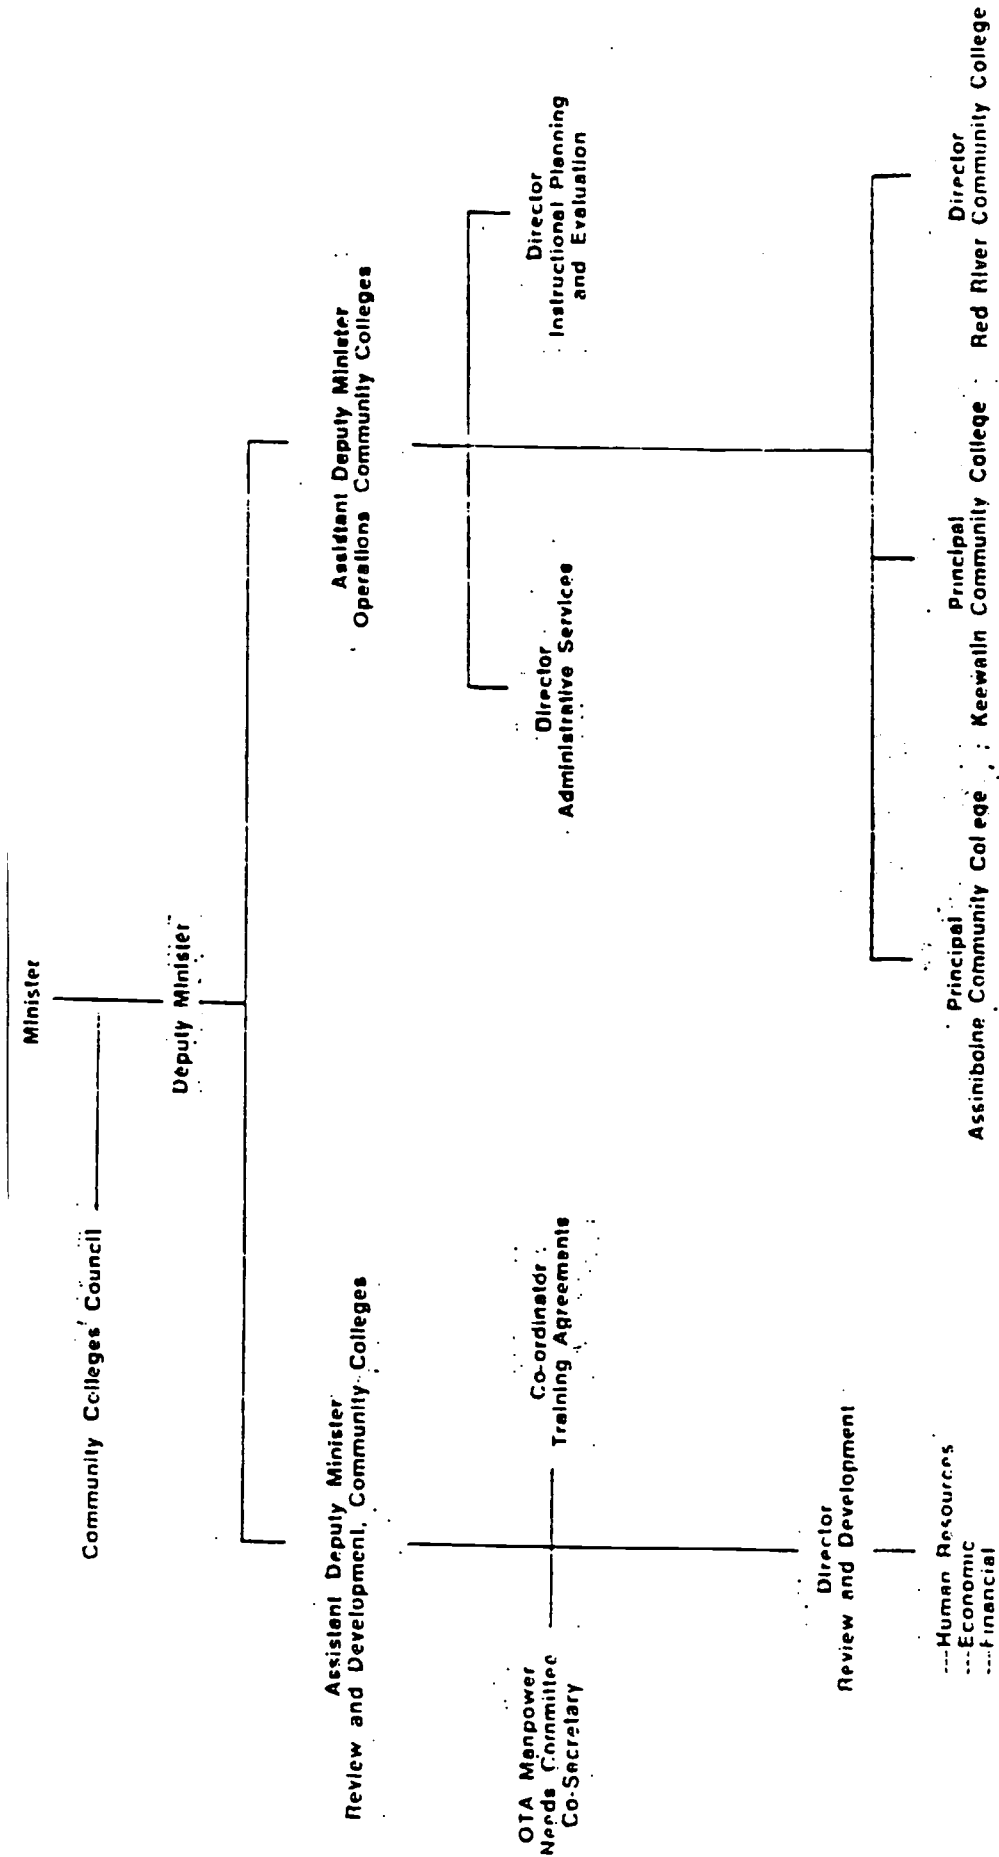 Minister
Community Colleges' Council
Deputy Minister
Assistant Deputy Minister
Review and Development, Community Colleges
Assistant Deputy Minister
Operations Community Colleges
OTA Manpower
Needs Committee
Co-Secretary
Co-ordinator
Training Agreements
Director
Administrative Services
Director
Instructional Planning
and Evaluation
Director
Review and Development
---Human Resources
---Economic
---Financial
Principal
Assiniboine Community College
Principal
Keewatin Community College
Director
Red River Community College